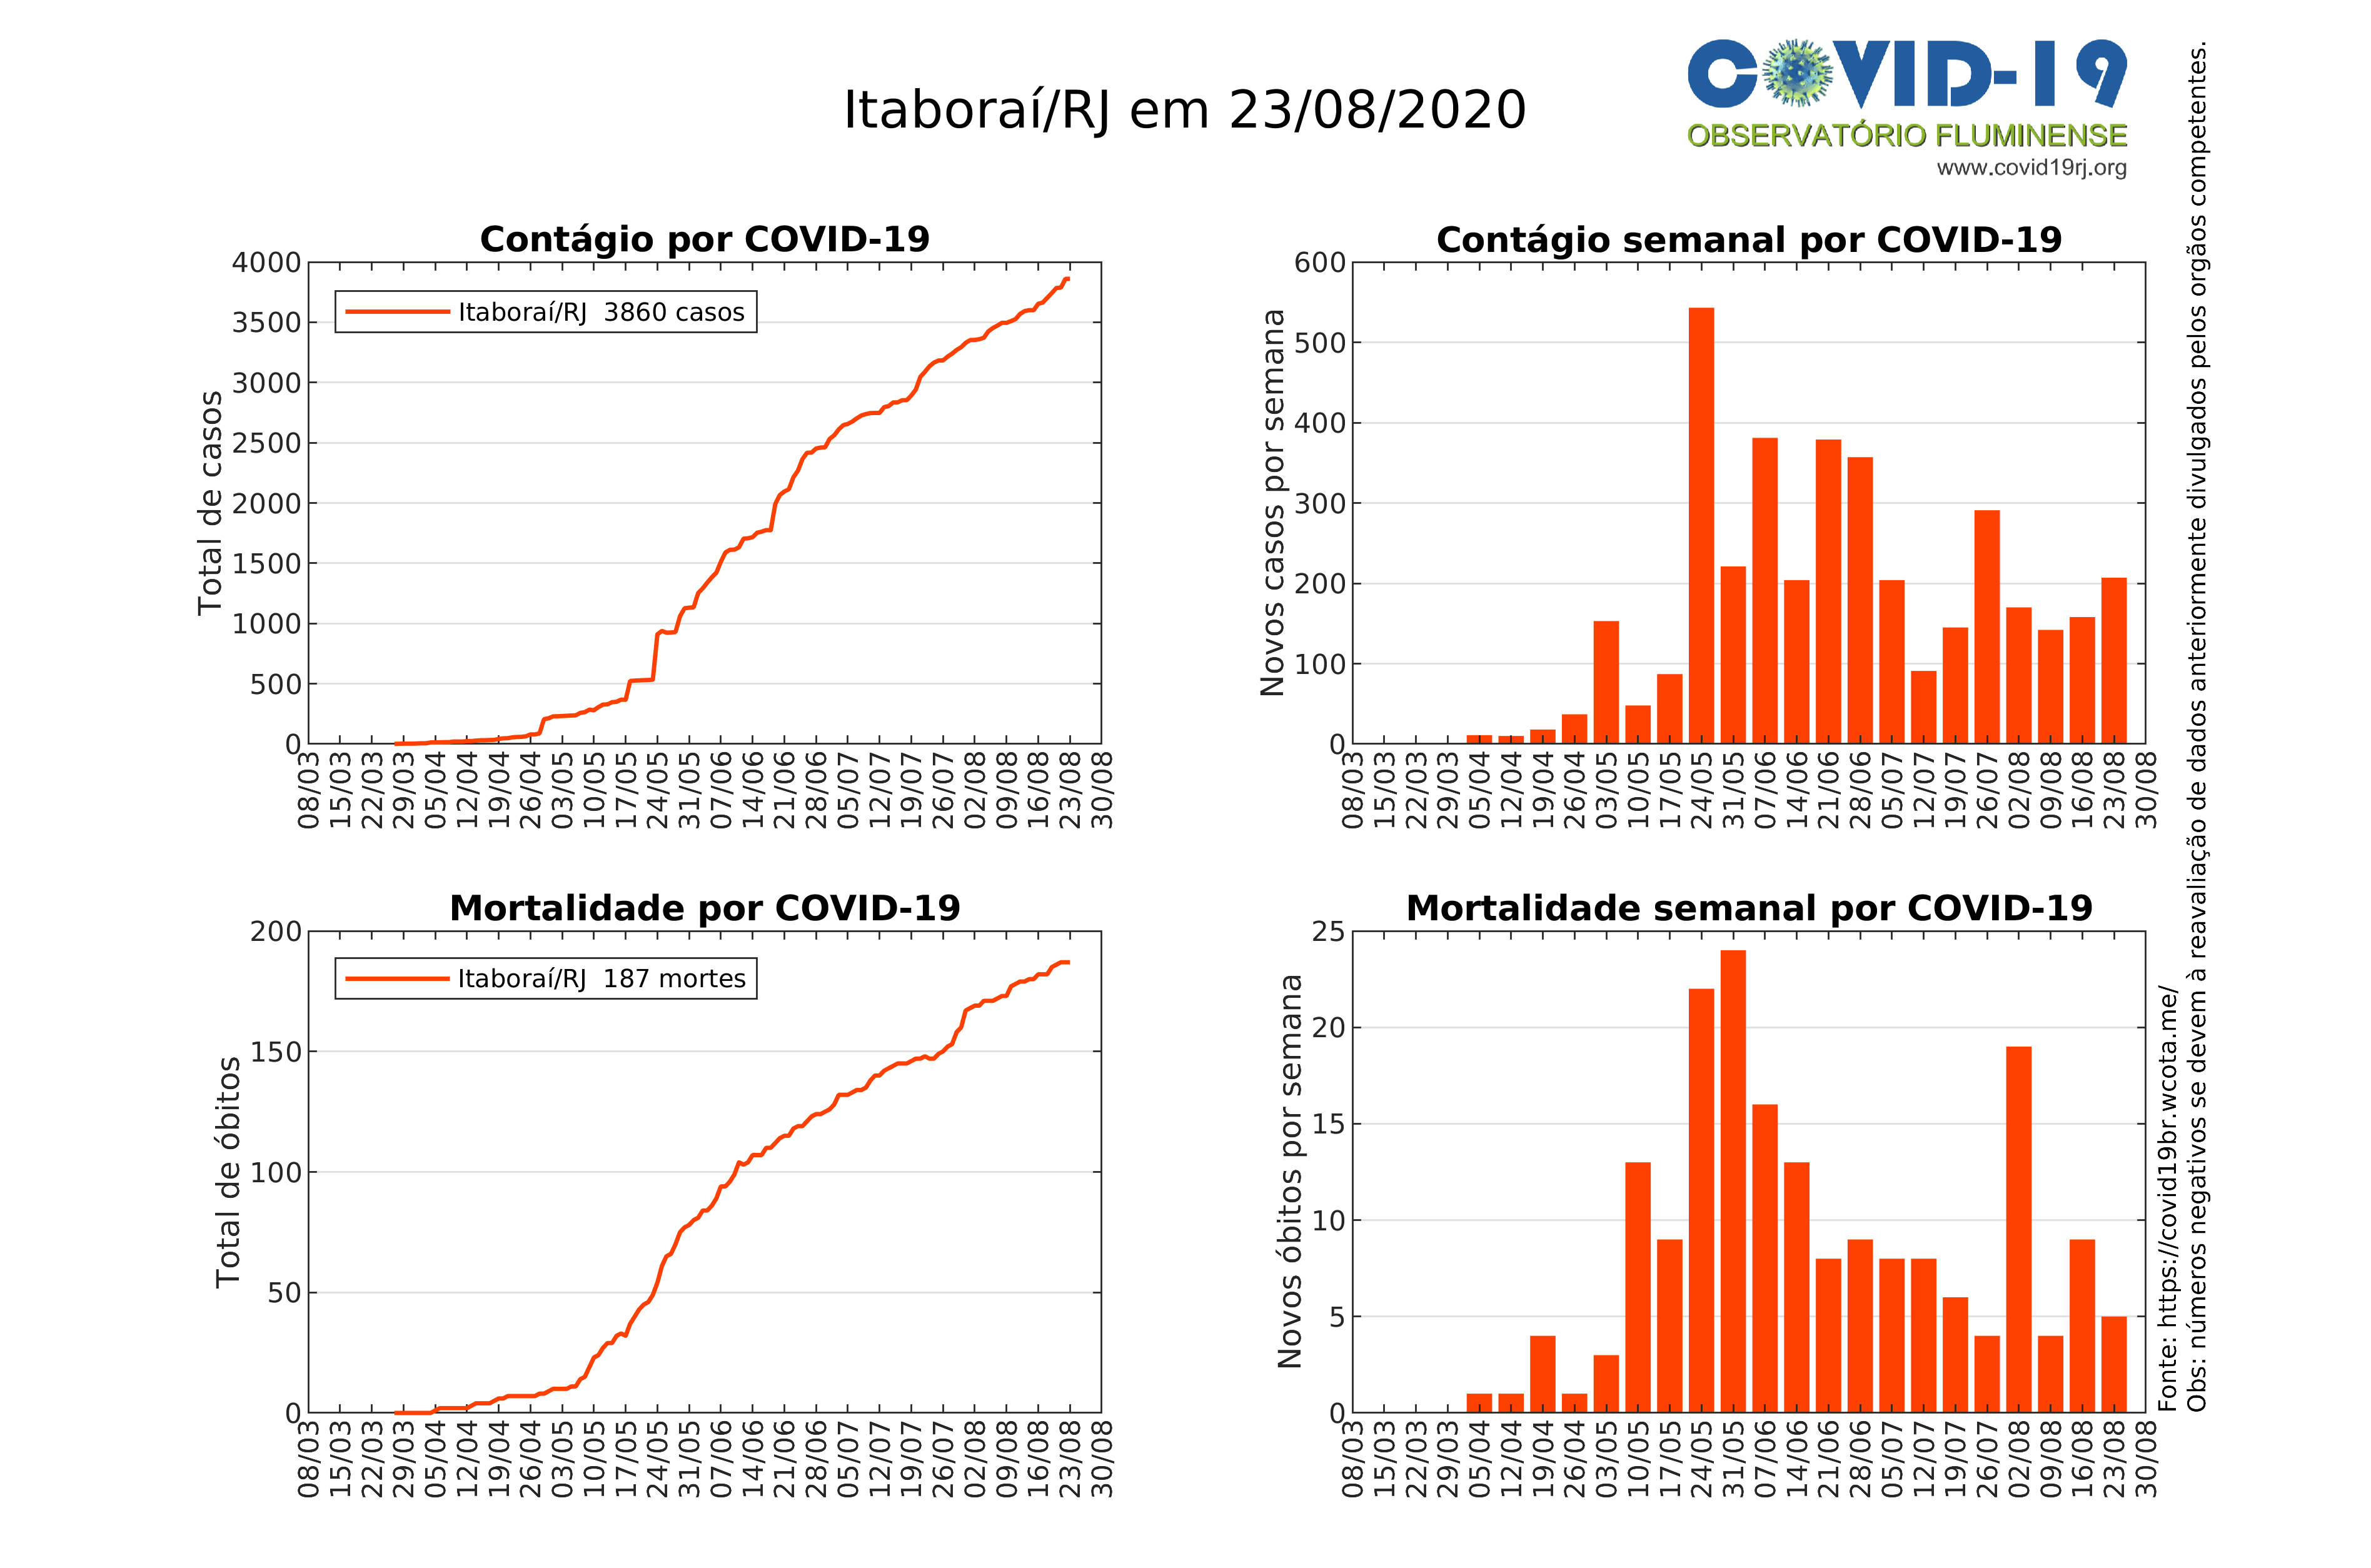 Itaboraí/RJ em 23/08/2020
COVID-19
OBSERVATÓRIO FLUMINENSE
www.covid19rj.org
Contágio por COVID-19
Total de casos
4000
3500
3000
2500
2000
1500
1000
500
0
Itaboraí/RJ 3860 casos
08/03 15/03 22/03 29/03 05/04 12/04 19/04 26/04 03/05 10/05 17/05 24/05 31/05 07/06 14/06 21/06 28/06 05/07 12/07 19/07 26/07 02/08 09/08 16/08 23/08 30/08
Contágio semanal por COVID-19
Novos casos por semana
600
500
400
300
200
100
0
08/03 15/03 22/03 29/03 05/04 12/04 19/04 26/04 03/05 10/05 17/05 24/05 31/05 07/06 14/06 21/06 28/06 05/07 12/07 19/07 26/07 02/08 09/08 16/08 23/08 30/08
Mortalidade por COVID-19
Total de óbitos
200
150
100
50
0
Itaboraí/RJ 187 mortes
08/03 15/03 22/03 29/03 05/04 12/04 19/04 26/04 03/05 10/05 17/05 24/05 31/05 07/06 14/06 21/06 28/06 05/07 12/07 19/07 26/07 02/08 09/08 16/08 23/08 30/08
Mortalidade semanal por COVID-19
Novos óbitos por semana
25
20
15
10
5
0
08/03 15/03 22/03 29/03 05/04 12/04 19/04 26/04 03/05 10/05 17/05 24/05 31/05 07/06 14/06 21/06 28/06 05/07 12/07 19/07 26/07 02/08 09/08 16/08 23/08 30/08
Fonte: https://covid19br.wcota.me/
Obs: números negativos se devem à reavaliação de dados anteriormente divulgados pelos orgãos competentes.